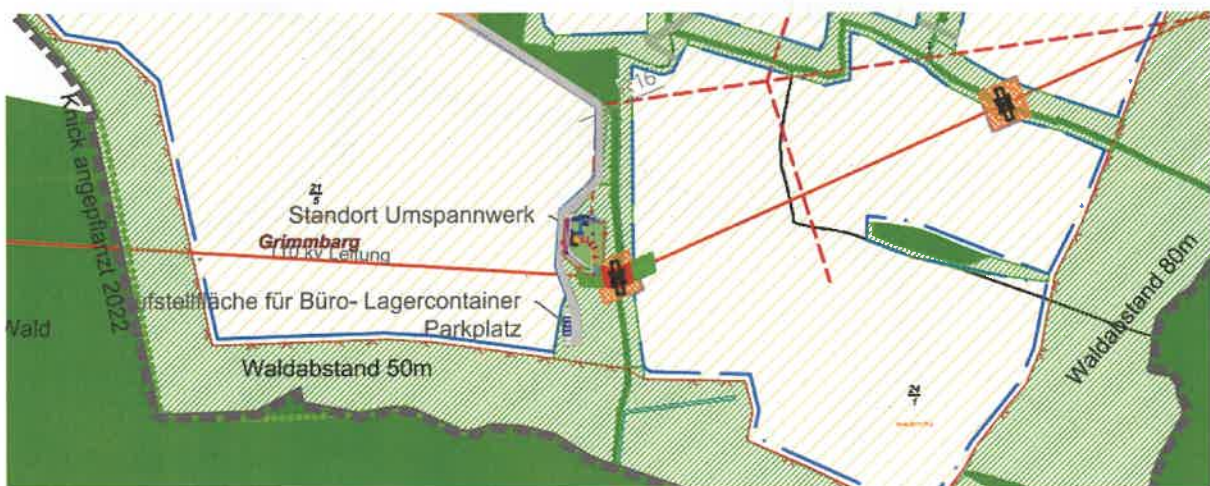 16
Knick angepflanzt 2022
21
5
Standort Umspannwerk
Grimmbarg
110 kv Leitung
ufstellfläche für Büro- Lagercontainer
Parkplatz
Wald
Waldabstand 50m
Waldabstand 80m
24
1